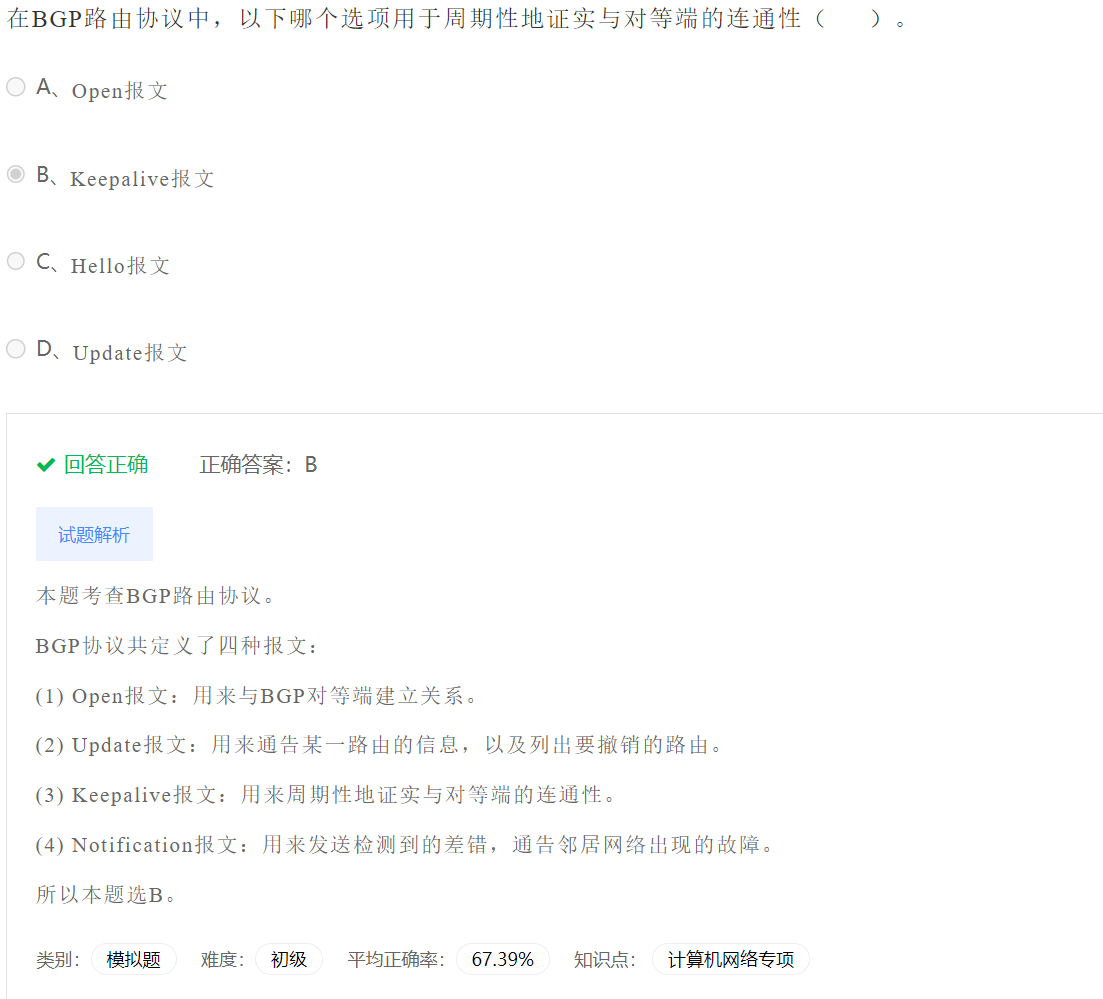 在BGP路由协议中，以下哪个选项用于周期性地证实与对等端的连通性（　　）。
A、Open报文
B、Keepalive报文
C、Hello报文
D、Update报文
回答正确　　正确答案：B
试题解析
本题考查BGP路由协议。
BGP协议共定义了四种报文：
(1) Open报文：用来与BGP对等端建立关系。
(2) Update报文：用来通告某一路由的信息，以及列出要撤销的路由。
(3) Keepalive报文：用来周期性地证实与对等端的连通性。
(4) Notification报文：用来发送检测到的差错，通告邻居网络出现的故障。
所以本题选B。
类别： 模拟题　难度： 初级　平均正确率： 67.39%　知识点： 计算机网络专项